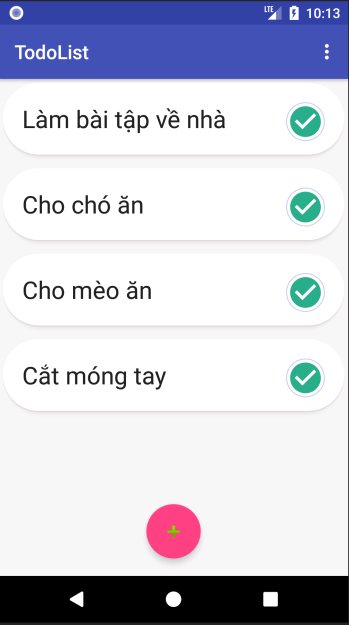 LTE 10:13
TodoList
Làm bài tập về nhà
Cho chó ăn
Cho mèo ăn
Cắt móng tay
+